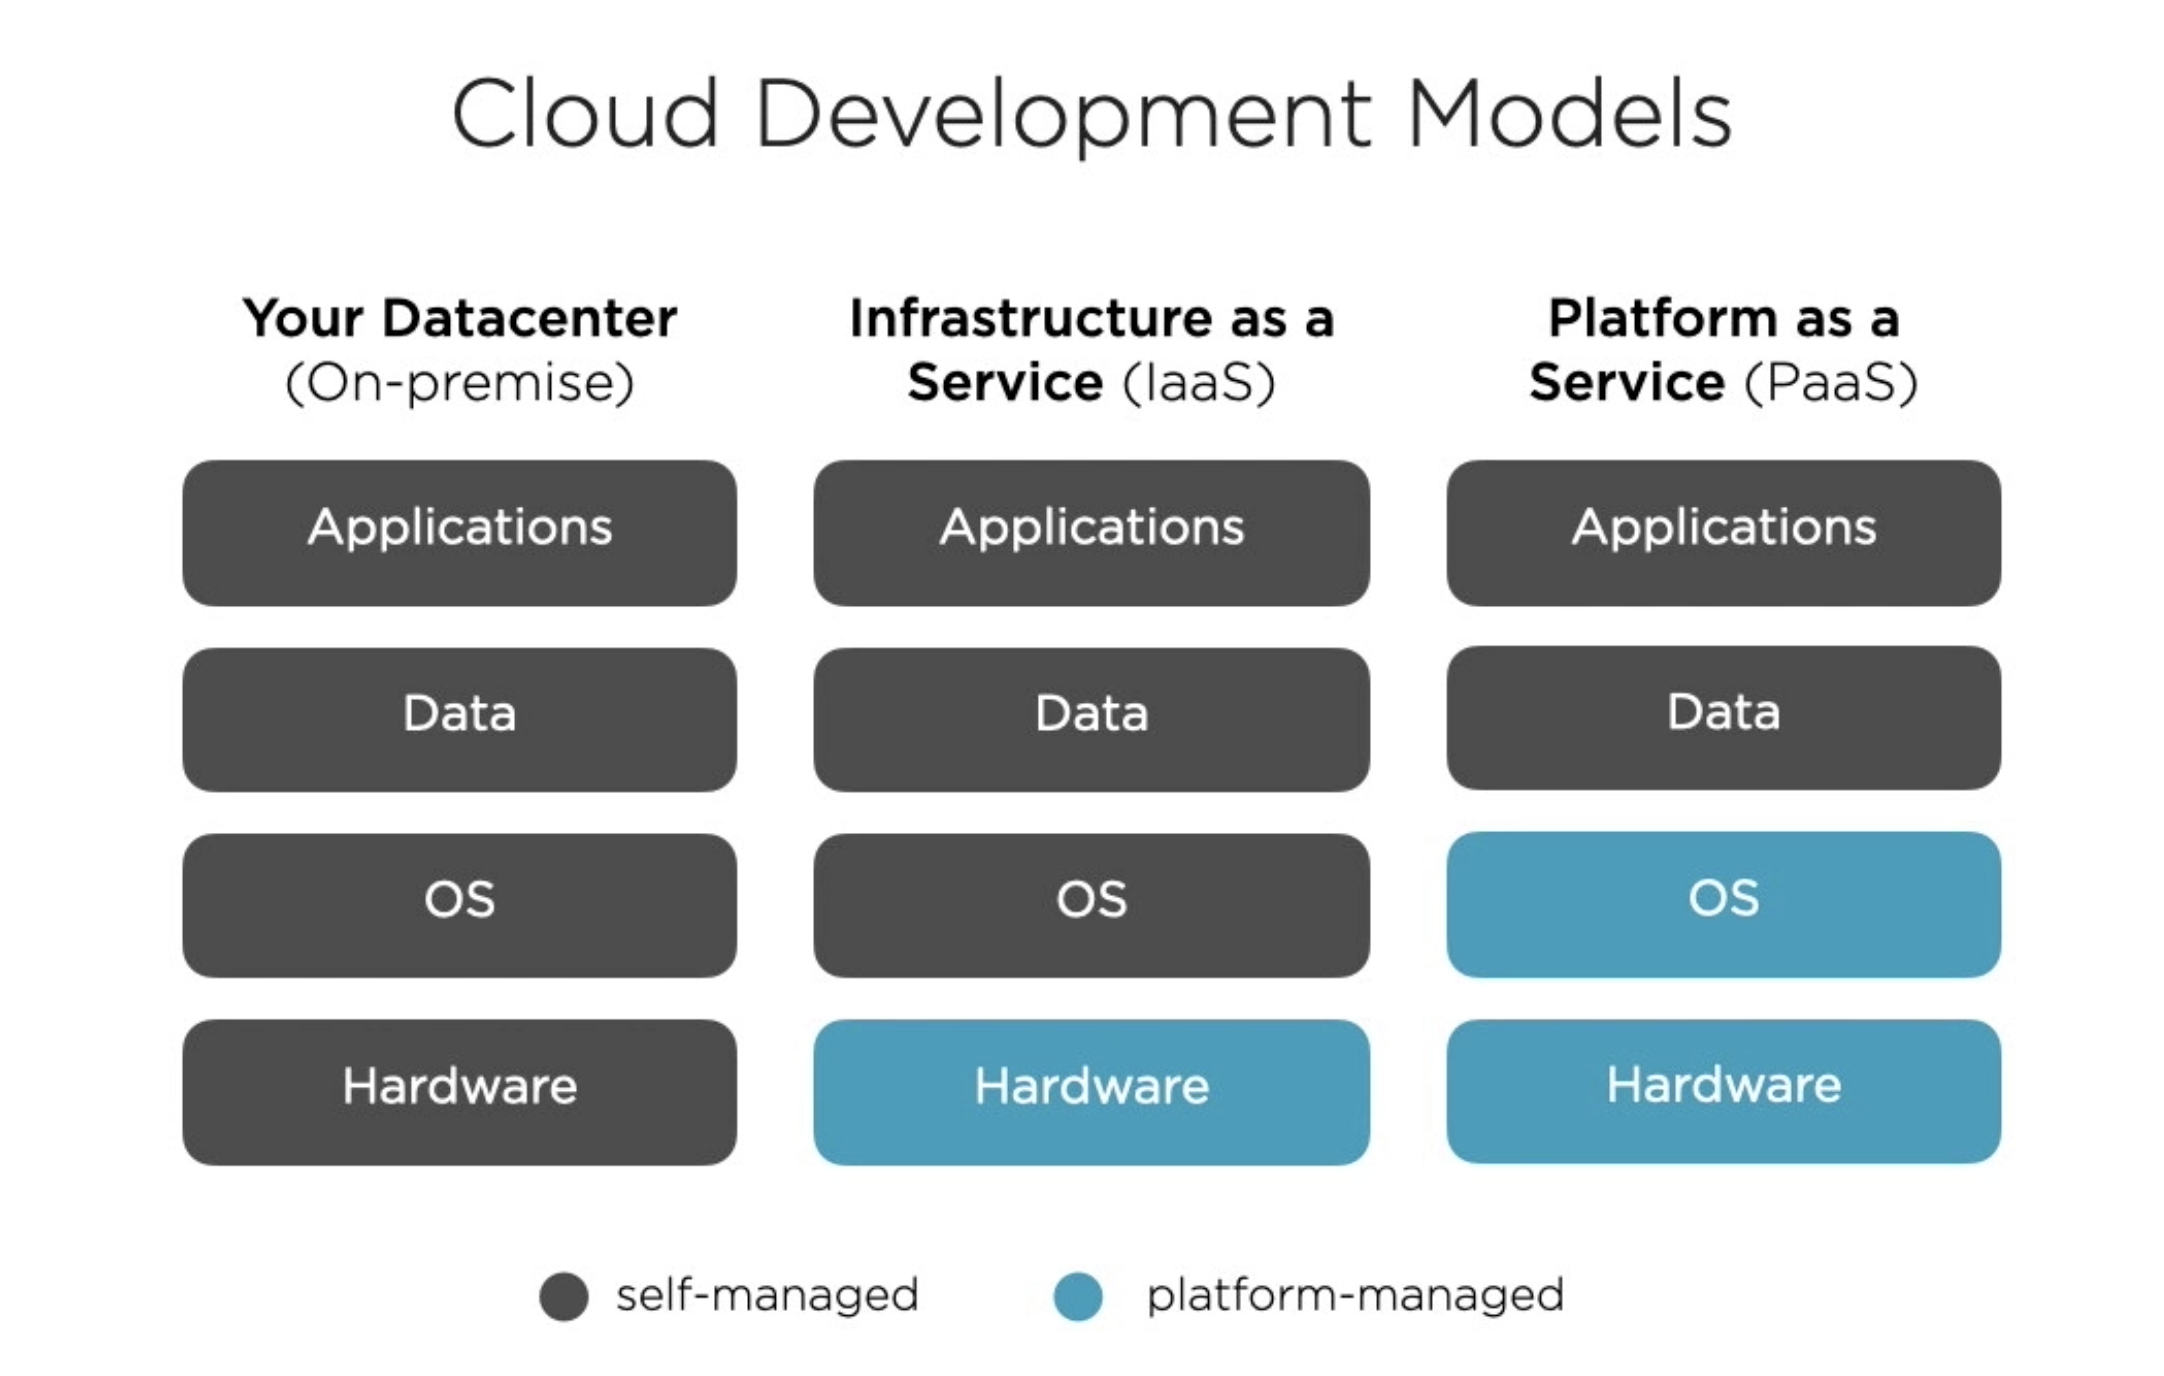 Cloud Development Models
Your Datacenter
(On-premise)
Infrastructure as a
Service (IaaS)
Platform as a
Service (PaaS)
Applications
Applications
Applications
Data
Data
Data
OS
OS
OS
Hardware
Hardware
Hardware
self-managed
platform-managed